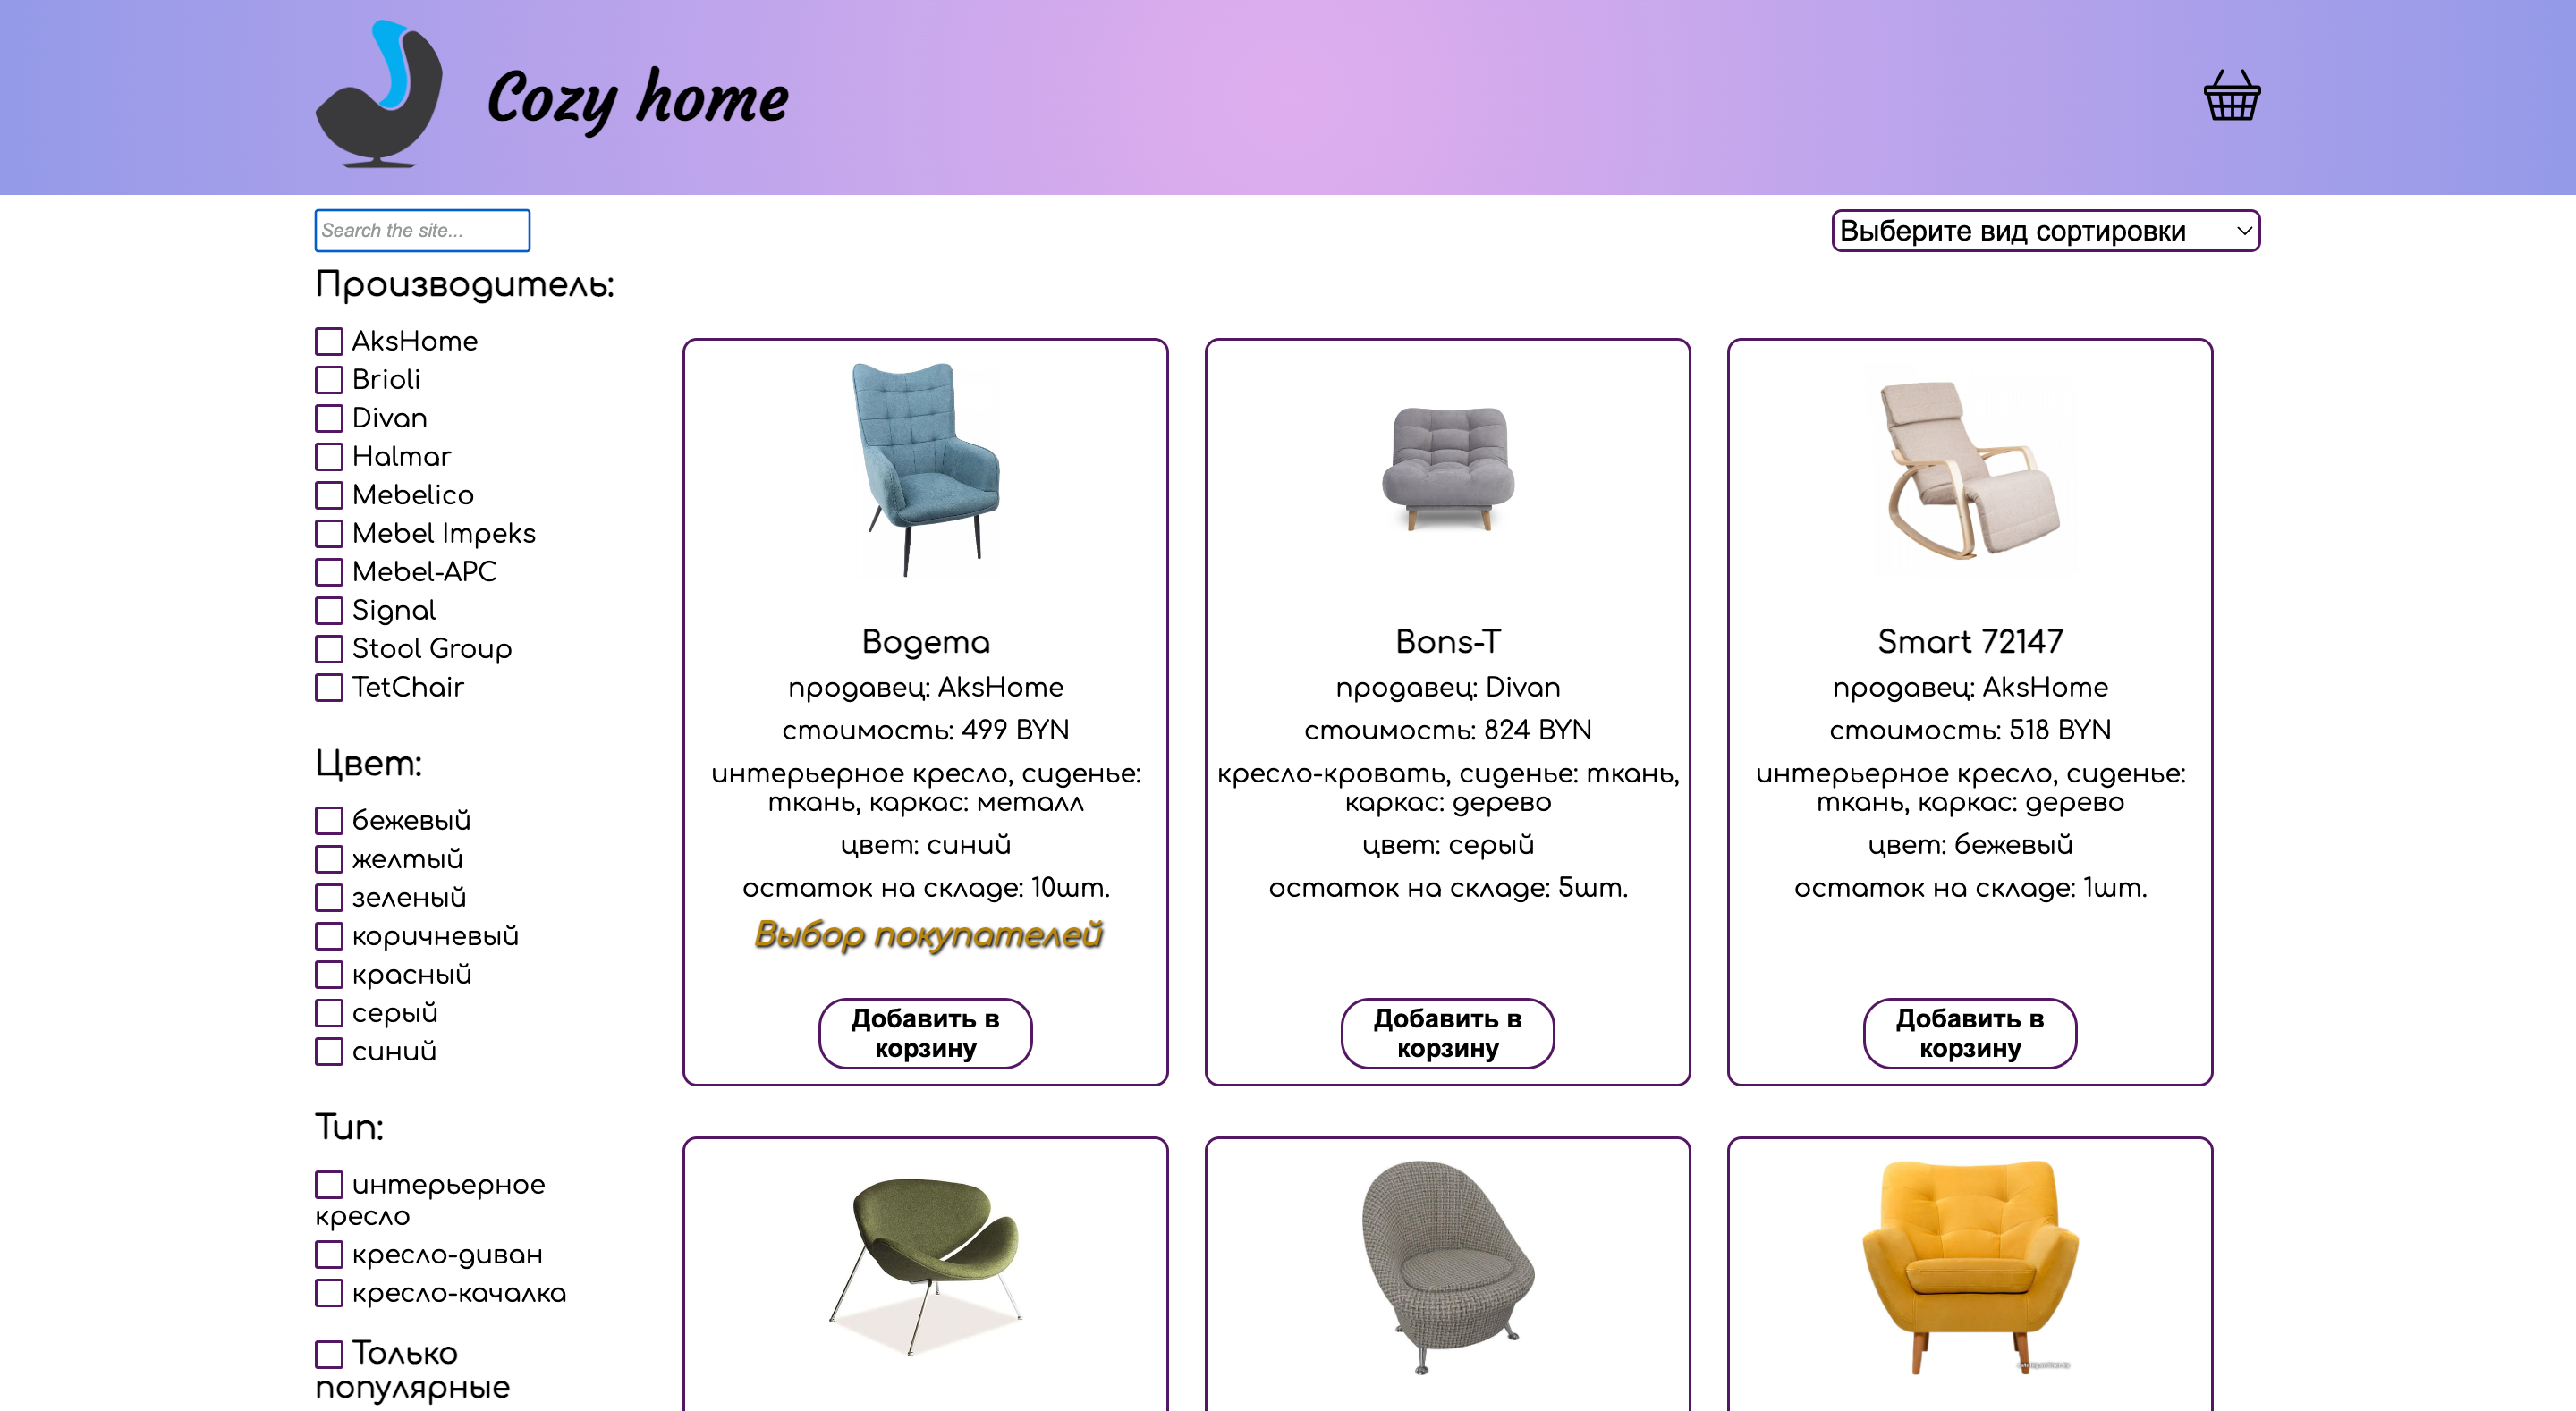 Cozy home
Search the site...
Выберите вид сортировки
Производитель:
AksHome
Brioli
Divan
Halmar
Mebelico
Mebel Impeks
Mebel-АРС
Signal
Stool Group
TetChair
Цвет:
бежевый
желтый
зеленый
коричневый
красный
серый
синий
Тип:
интерьерное
кресло
кресло-диван
кресло-качалка
Только
популярные
Bogema
продавец: AksHome
стоимость: 499 BYN
интерьерное кресло, сиденье:
ткань, каркас: металл
цвет: синий
остаток на складе: 10шт.
Выбор покупателей
Добавить в
корзину
Bons-T
продавец: Divan
стоимость: 824 BYN
кресло-кровать, сиденье: ткань,
каркас: дерево
цвет: серый
остаток на складе: 5шт.
Добавить в
корзину
Smart 72147
продавец: AksHome
стоимость: 518 BYN
интерьерное кресло, сиденье:
ткань, каркас: дерево
цвет: бежевый
остаток на складе: 1шт.
Добавить в
корзину